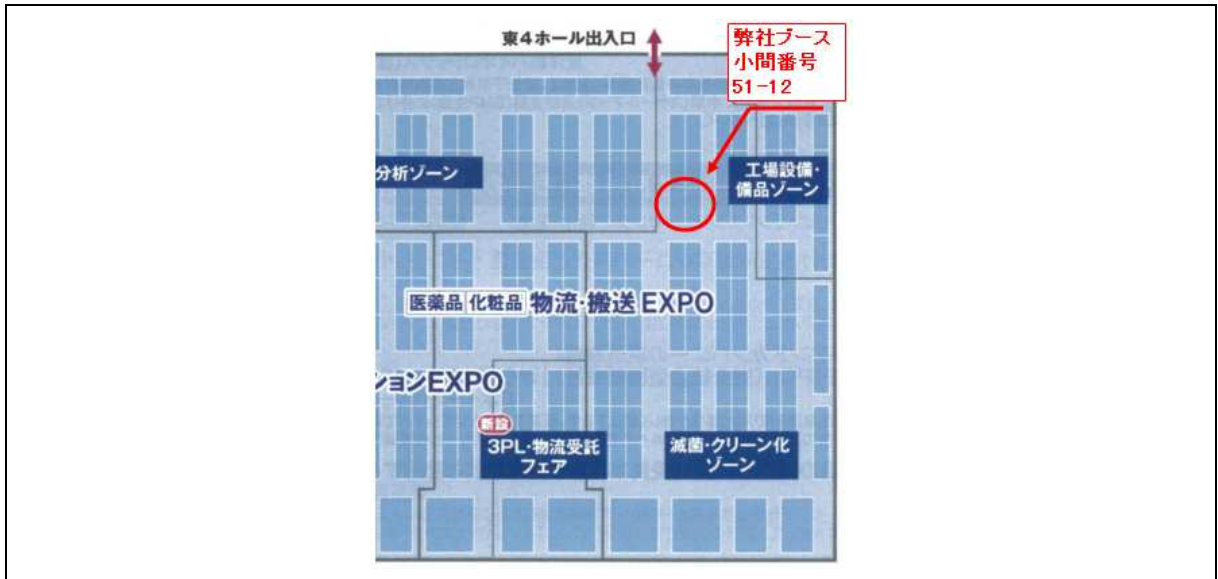 東4ホール出入口
弊社ブース
小間番号
51-12
分析ゾーン
工場設備・
備品ゾーン
医薬品 化粧品 物流・搬送 EXPO
ションEXPO
新設
3PL・物流受託
フェア
滅菌・クリーン化
ゾーン